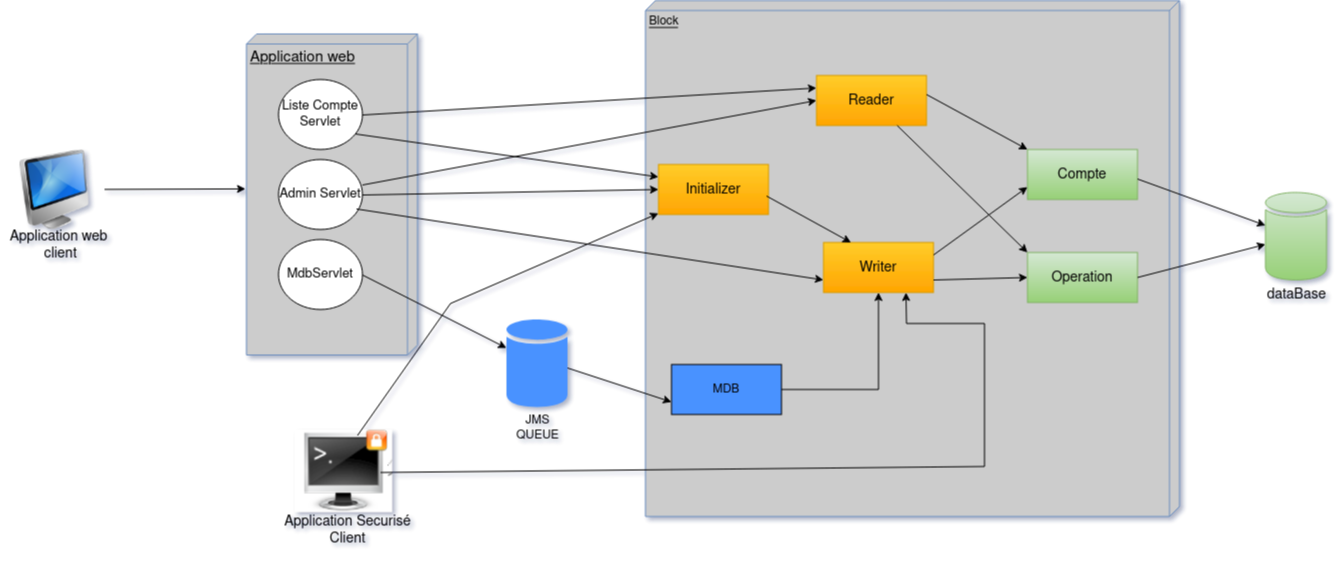 Block
Application web
Liste Compte
Servlet
Reader
Admin Servlet
Initializer
Compte
Application web
client
MdbServlet
Writer
Operation
dataBase
MDB
JMS
QUEUE
>.
Application Securisé
Client